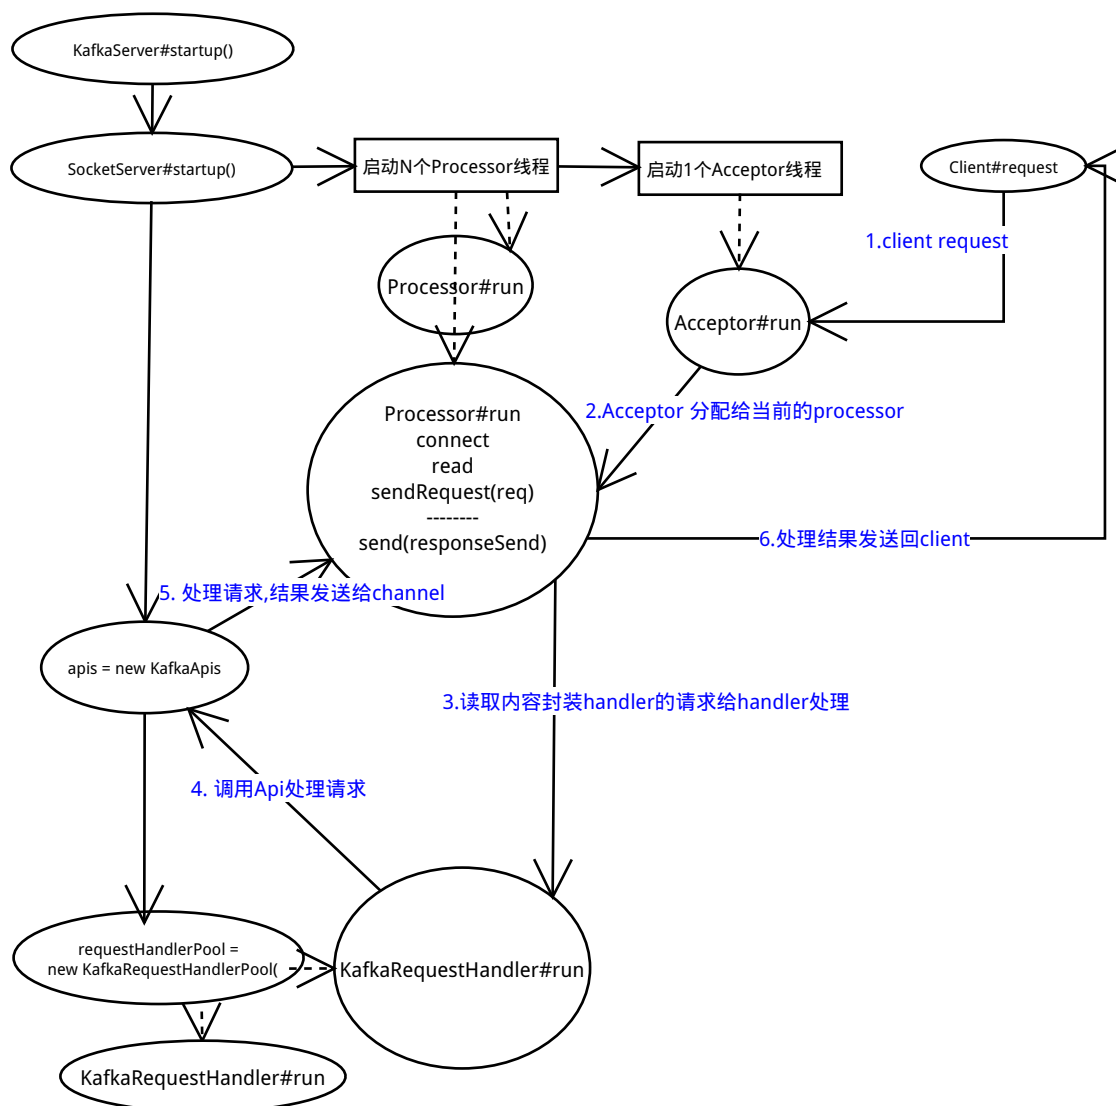 KafkaServer#startup()
SocketServer#startup()
启动N个Processor线程
启动1个Acceptor线程
Client#request
1.client request
Processor#run
Acceptor#run
2.Acceptor 分配给当前的processor
Processor#run
connect
read
sendRequest(req)
--------
send(responseSend)
6.处理结果发送回client
5. 处理请求,结果发送给channel
apis = new KafkaApis
3.读取内容封装handler的请求给handler处理
4. 调用Api处理请求
requestHandlerPool =
new KafkaRequestHandlerPool(
KafkaRequestHandler#run
KafkaRequestHandler#run